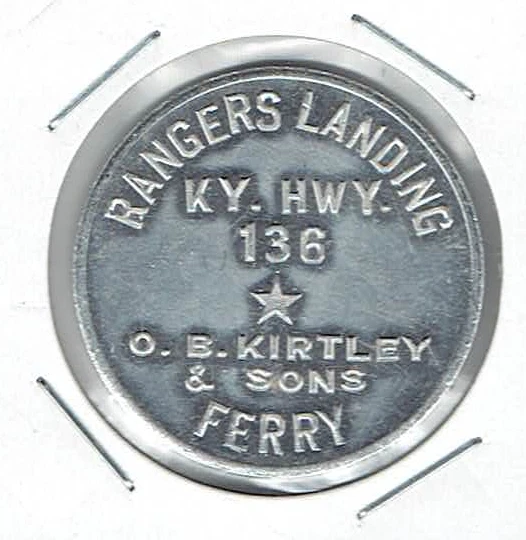 RANGERS LANDING
KY. HWY.
136
O. B. KIRTLEY
& SONS
FERRY